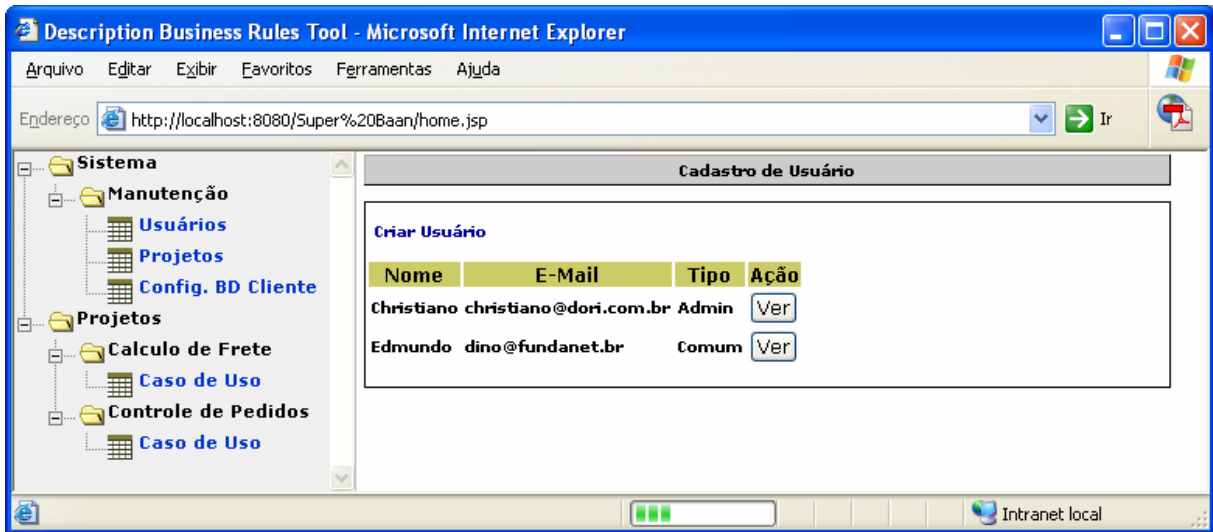 Description Business Rules Tool - Microsoft Internet Explorer
Arquivo Editar Exibir Favoritos Ferramentas Ajuda
Endereço http://localhost:8080/Super%20Baan/home.jsp Ir
Sistema
Manutenção
Usuários
Projetos
Config. BD Cliente
Projetos
Calculo de Frete
Caso de Uso
Controle de Pedidos
Caso de Uso
Cadastro de Usuário
Criar Usuário
Nome E-Mail Tipo Ação
Christiano christiano@dori.com.br Admin Ver
Edmundo dino@fundanet.br Comum Ver
Intranet local